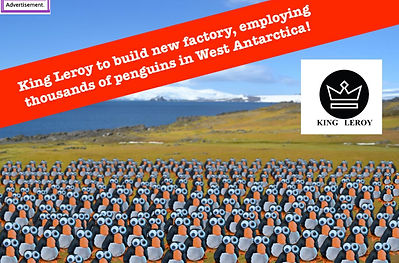 Advertisement.
King Leroy to build new factory, employing
thousands of penguins in West Antarctica!
KING LEROY